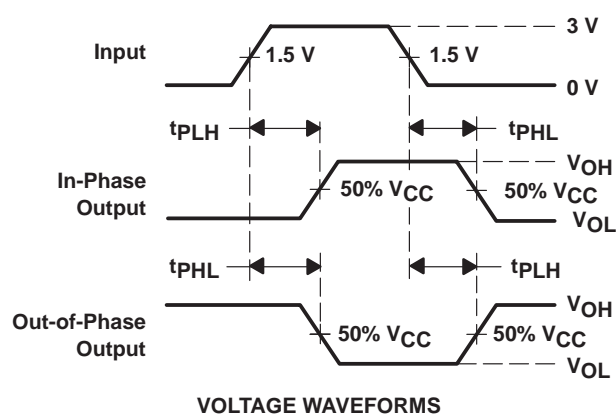 3 V
Input
1.5 V
1.5 V
0 V
tPLH
tPHL
VOH
In-Phase
Output
50% VCC
50% VCC
VOL
tPHL
tPLH
VOH
Out-of-Phase
Output
50% VCC
50% VCC
VOL
VOLTAGE WAVEFORMS